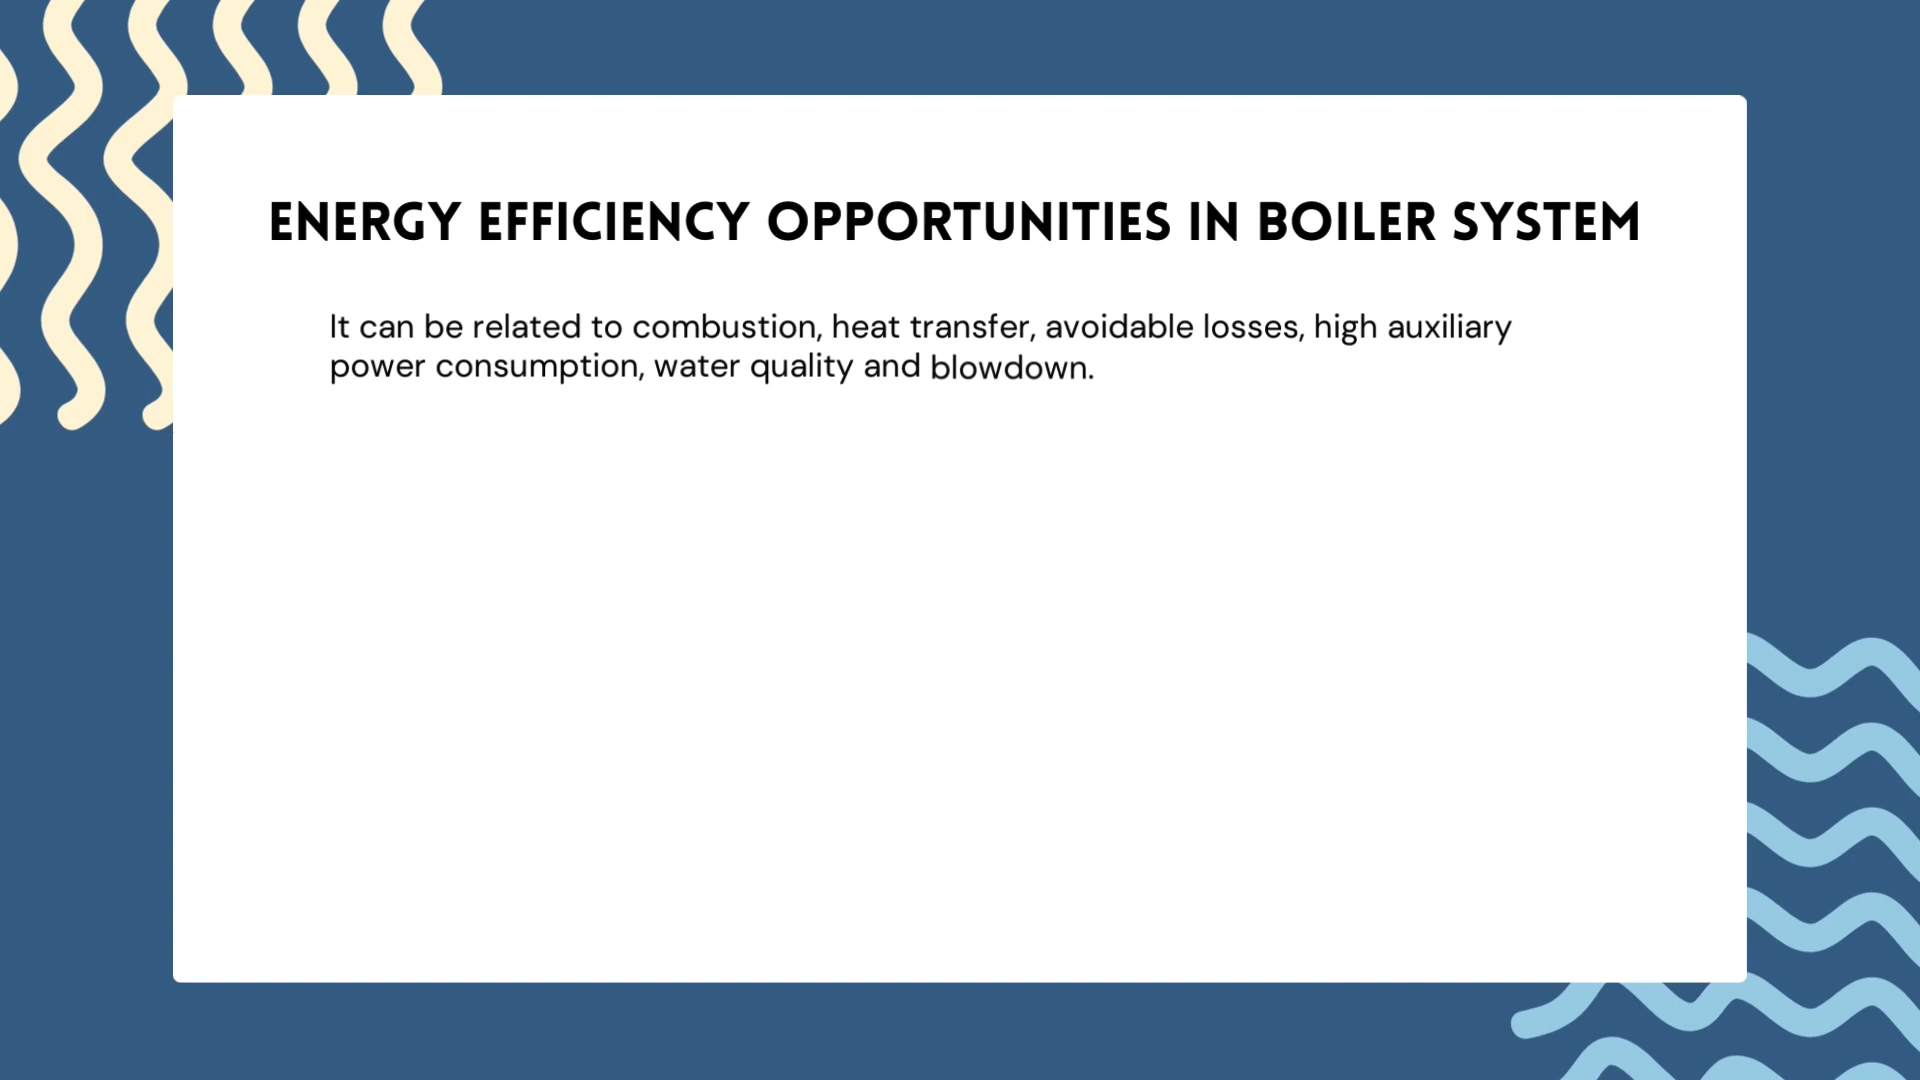 ENERGY EFFICIENCY OPPORTUNITIES IN BOILER SYSTEM
It can be related to combustion, heat transfer, avoidable losses, high auxiliary
power consumption, water quality and blowdown.